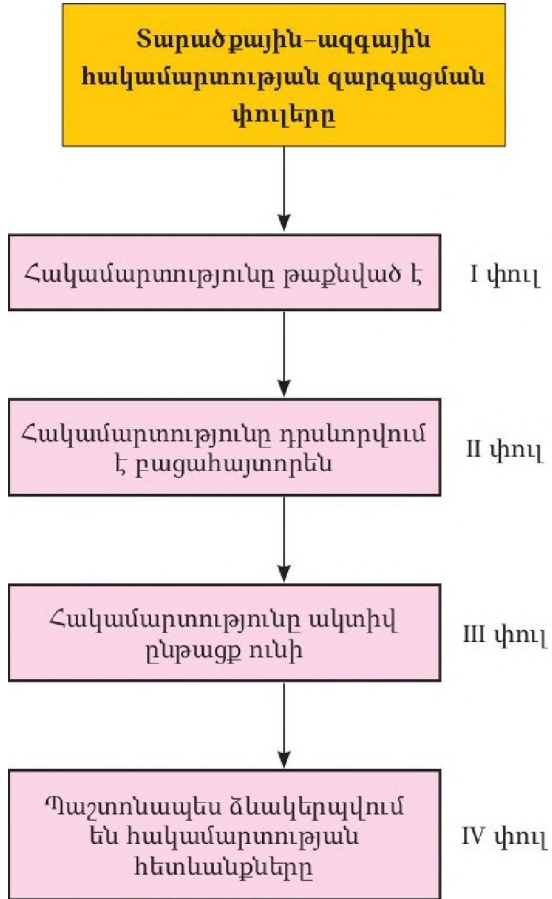 Տարածքային–ազգային
հակամարտության զարգացման
փուլերը
Հակամարտությունը թաքնված է
I փուլ
Հակամարտությունը դրսևորվում
է բացահայտորեն
II փուլ
Հակամարտությունը ակտիվ
ընթացք ունի
III փուլ
Պաշտոնապես ձևակերպվում
են հակամարտության
հետևանքները
IV փուլ